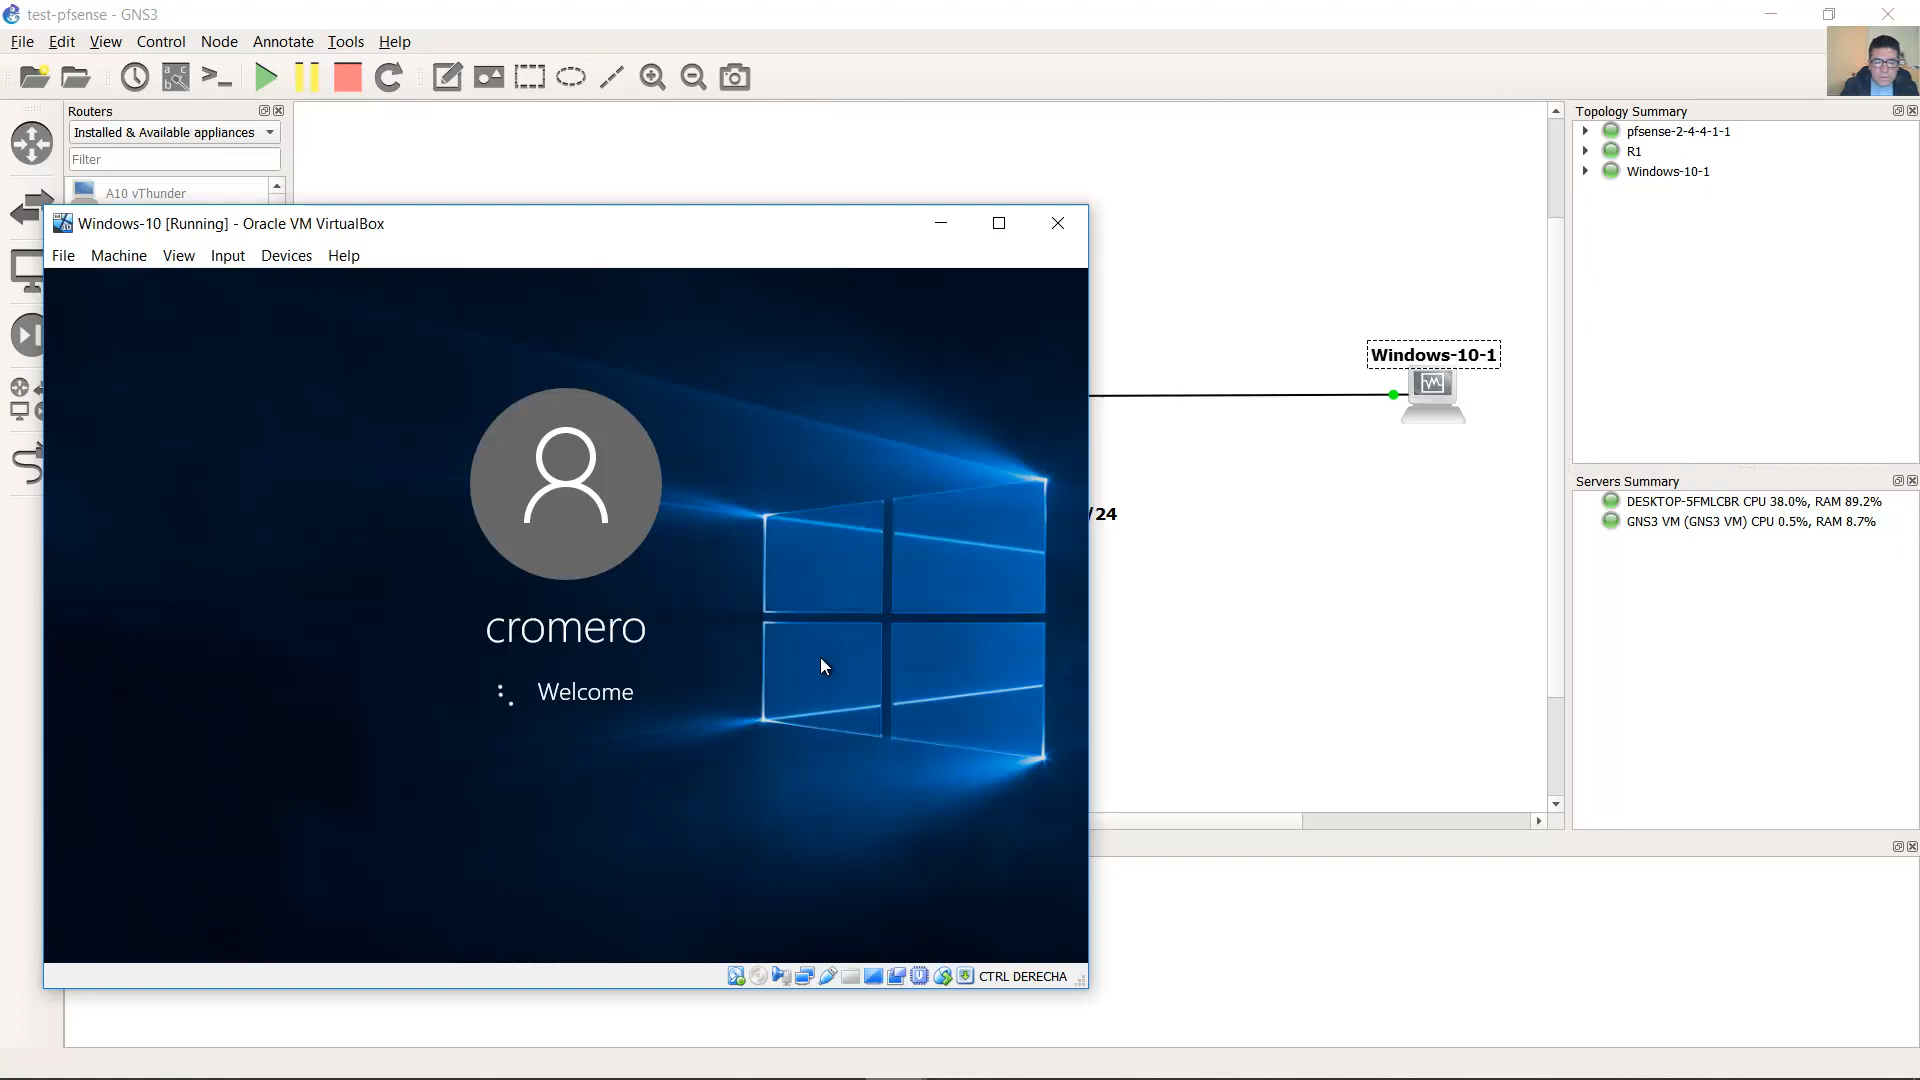 test-pfsense - GNS3
File Edit View Control Node Annotate Tools Help
Routers
Installed & Available appliances
Filter
A10 vThunder
Windows-10 [Running] - Oracle VM VirtualBox
File Machine View Input Devices Help
cromero
Welcome
CTRL DERECHA
Windows-10-1
/24
Topology Summary
pfsense-2-4-4-1-1
R1
Windows-10-1
Servers Summary
DESKTOP-5FMLCBR CPU 38.0%, RAM 89.2%
GNS3 VM (GNS3 VM) CPU 0.5%, RAM 8.7%